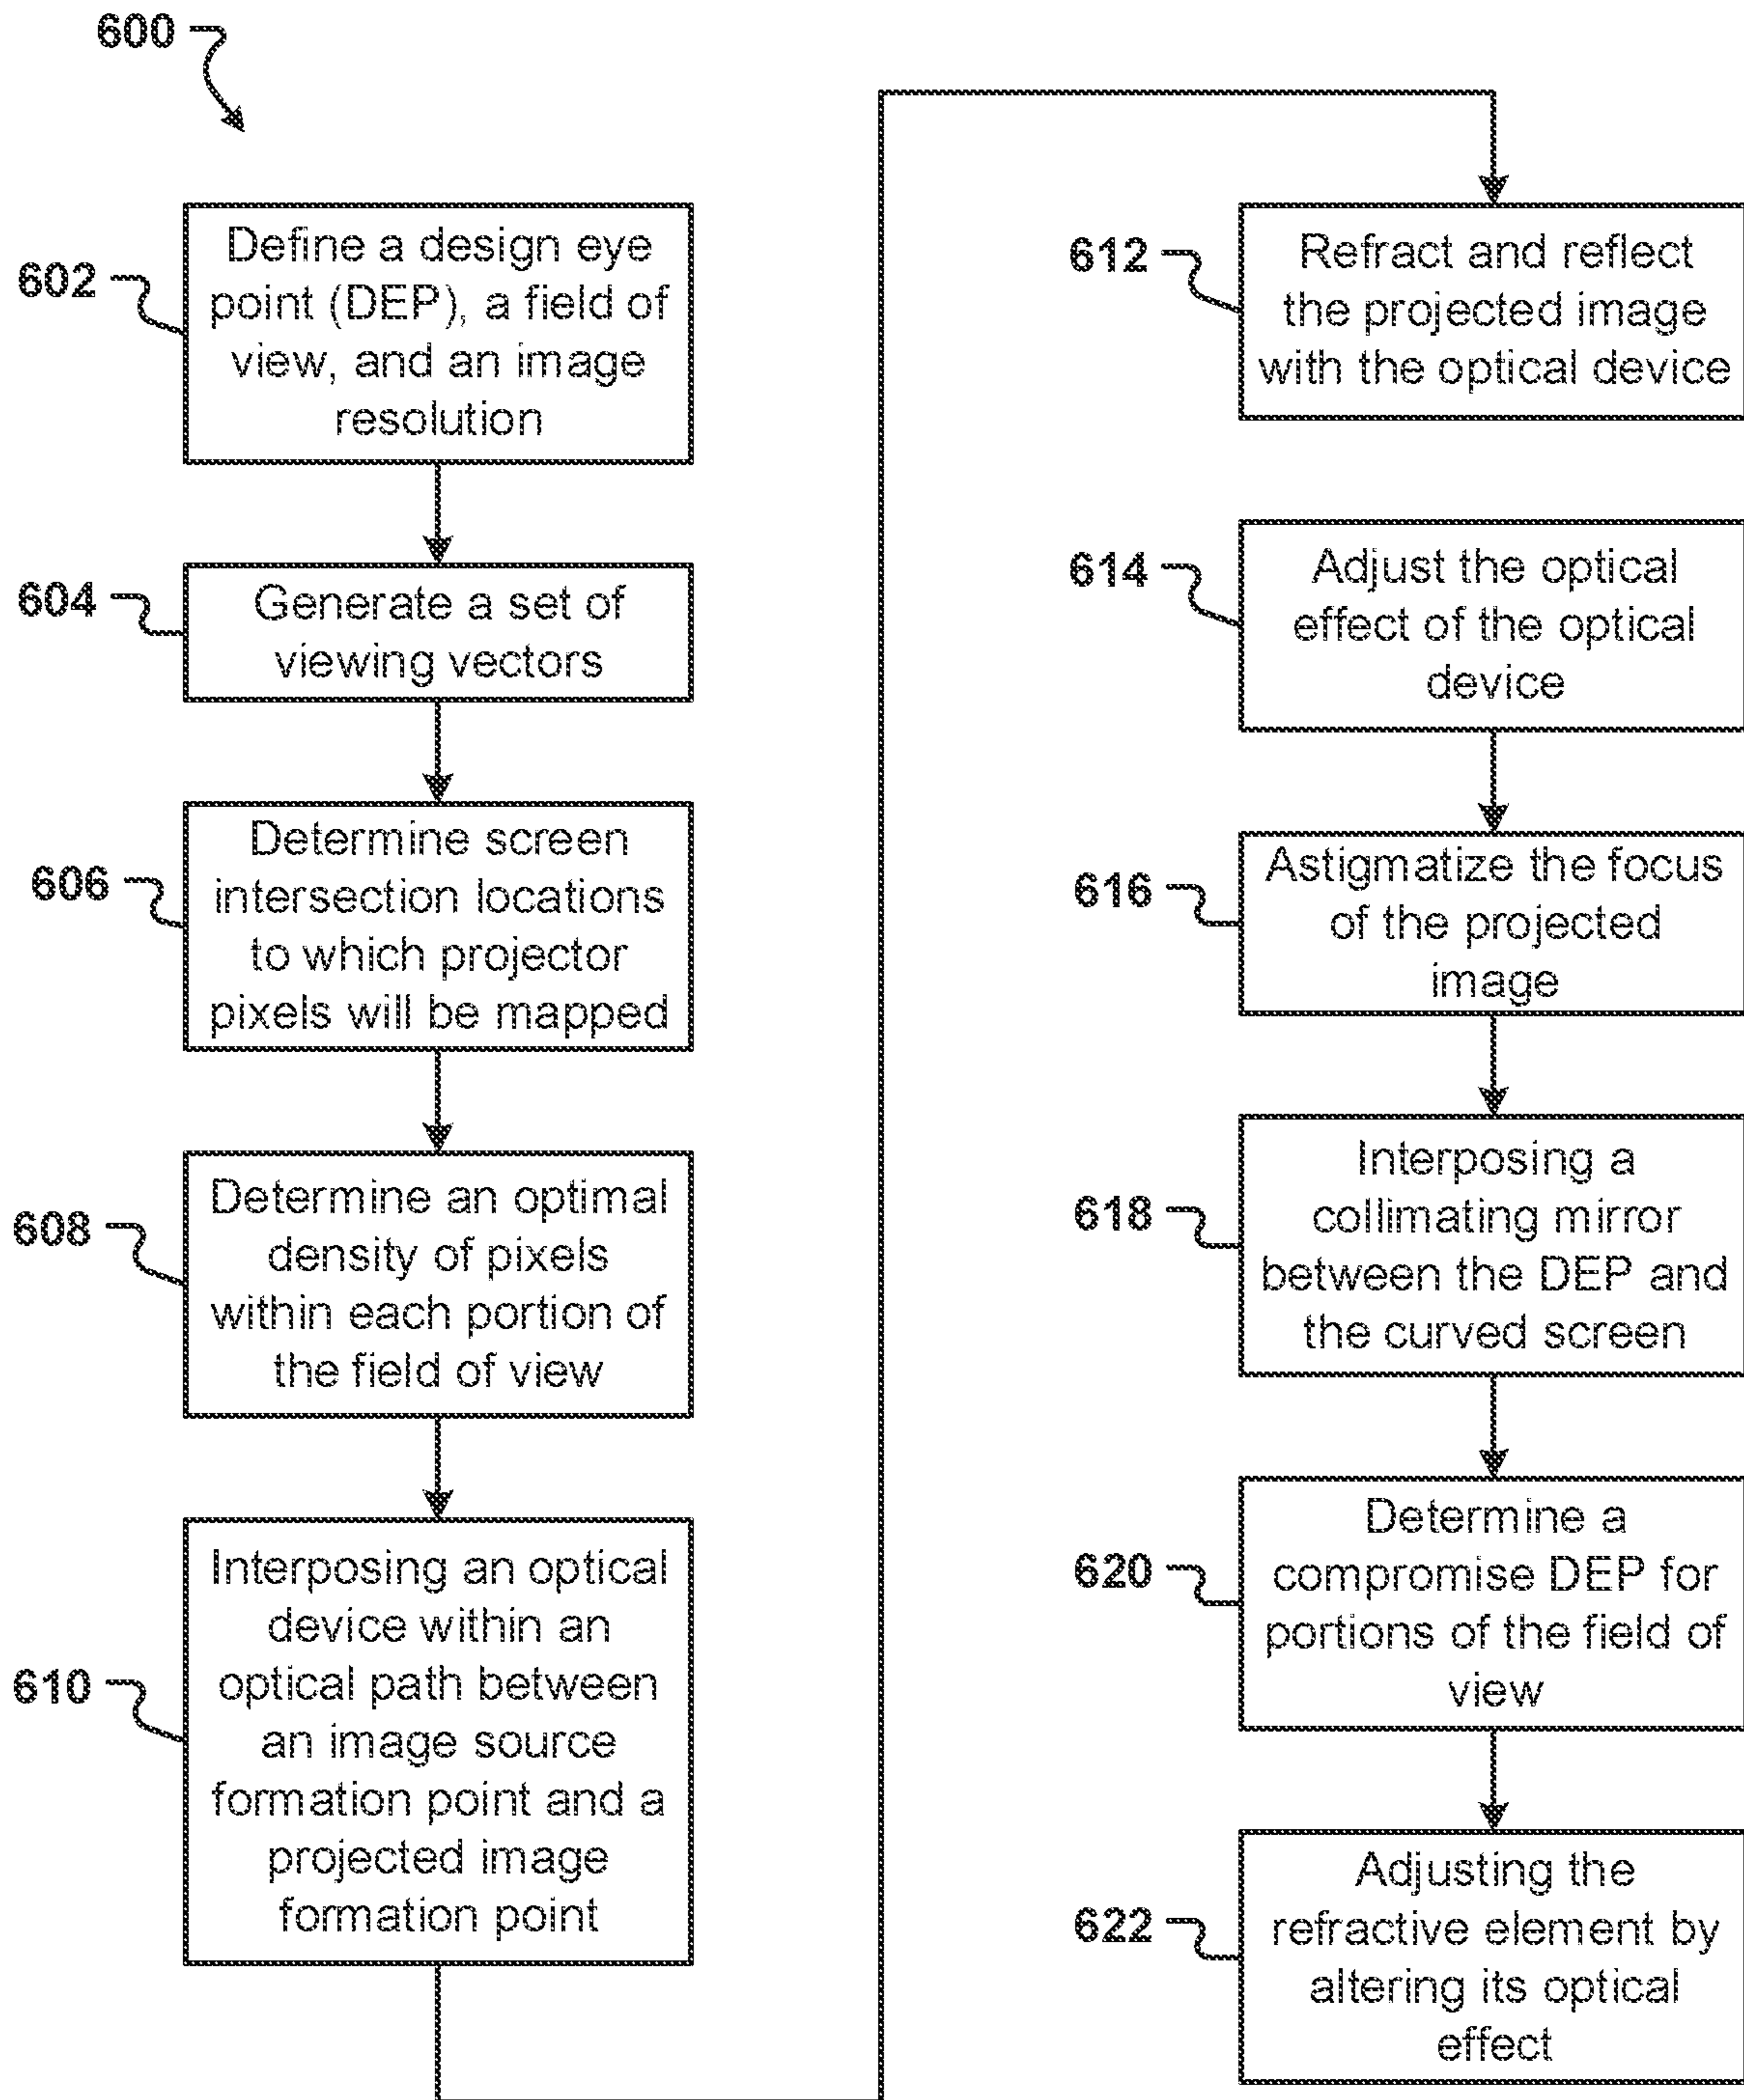 600
602
Define a design eye
point (DEP), a field of
view, and an image
resolution
604
Generate a set of
viewing vectors
606
Determine screen
intersection locations
to which projector
pixels will be mapped
608
Determine an optimal
density of pixels
within each portion of
the field of view
610
Interposing an optical
device within an
optical path between
an image source
formation point and a
projected image
formation point
612
Refract and reflect
the projected image
with the optical device
614
Adjust the optical
effect of the optical
device
616
Astigmatize the focus
of the projected
image
618
Interposing a
collimating mirror
between the DEP and
the curved screen
620
Determine a
compromise DEP for
portions of the field of
view
622
Adjusting the
refractive element by
altering its optical
effect